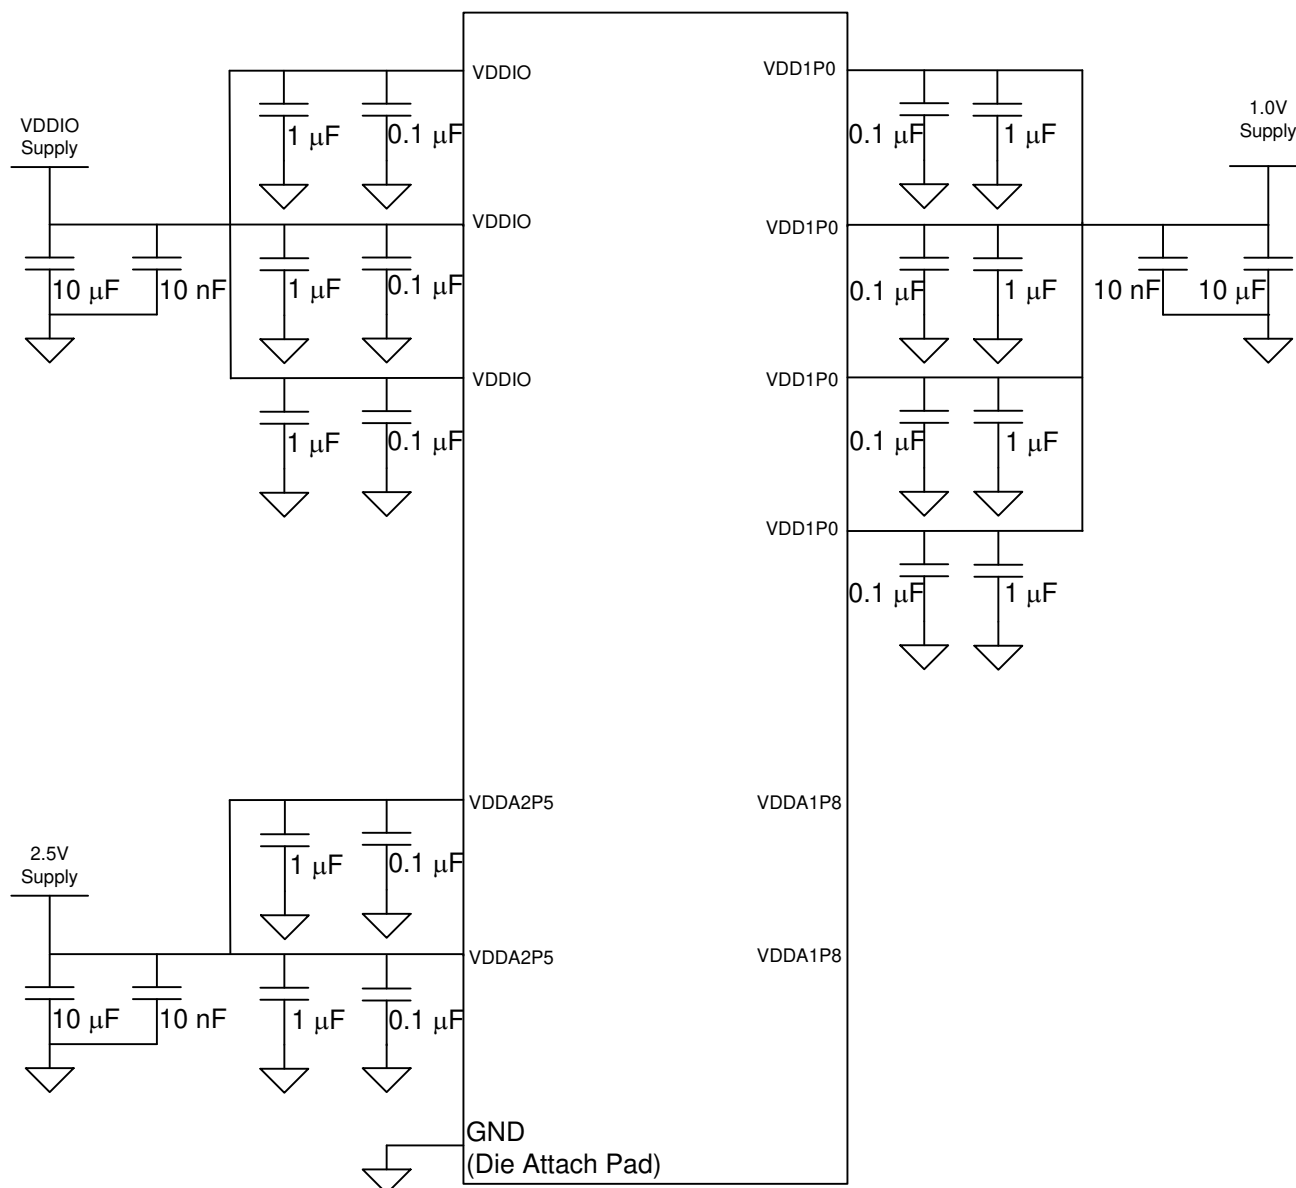 VDDIO
Supply
10 μF
10 nF
VDDIO
1 μF
0.1 μF
VDDIO
1 μF
0.1 μF
VDDIO
1 μF
0.1 μF
VDD1P0
0.1 μF
1 μF
VDD1P0
0.1 μF
1 μF
VDD1P0
0.1 μF
1 μF
VDD1P0
0.1 μF
1 μF
1.0V
Supply
10 nF
10 μF
2.5V
Supply
10 μF
10 nF
VDDA2P5
1 μF
0.1 μF
VDDA2P5
1 μF
0.1 μF
VDDA1P8
VDDA1P8
GND
(Die Attach Pad)